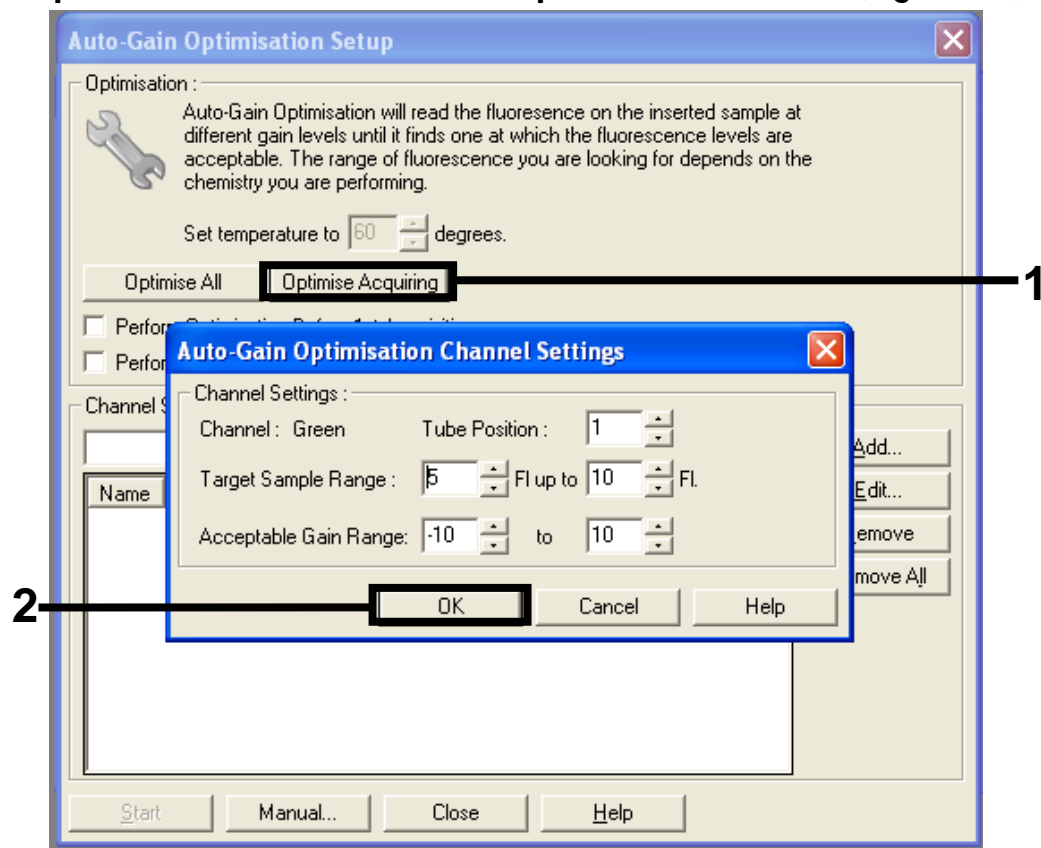 Auto-Gain Optimisation Setup
Optimisation :
Auto-Gain Optimisation will read the fluoresence on the inserted sample at
different gain levels until it finds one at which the fluorescence levels are
acceptable. The range of fluorescence you are looking for depends on the
chemistry you are performing.
Set temperature to 60 degrees.
Optimise All Optimise Acquiring 1
Auto-Gain Optimisation Channel Settings
Channel Settings :
Channel : Green Tube Position : 1
Target Sample Range : 5 Fl up to 10 Fl.
Acceptable Gain Range: -10 to 10
OK Cancel Help
2
Channel
Add...
Edit...
Name
Start Manual... Close Help